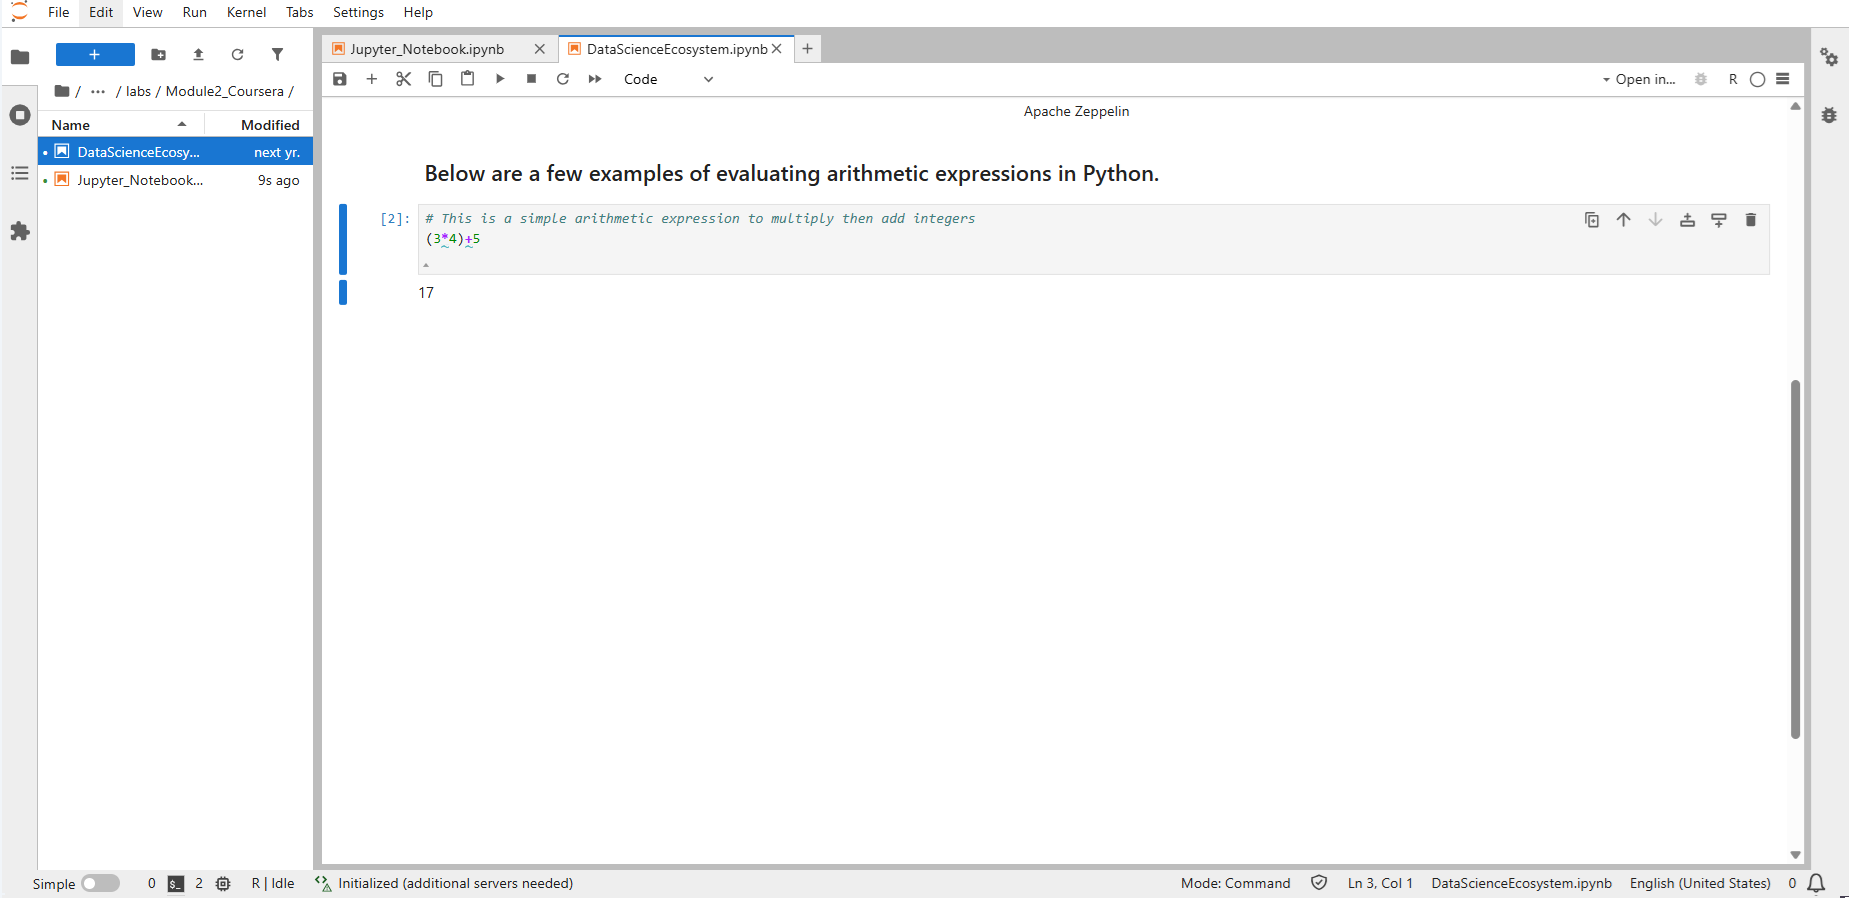 File Edit View Run Kernel Tabs Settings Help
Jupyter_Notebook.ipynb DataScienceEcosystem.ipynb
Code Open in... R
/ ... / labs / Module2_Coursera /
Name Modified
DataScienceEcosy... next yr.
Jupyter_Notebook... 9s ago
Apache Zeppelin
Below are a few examples of evaluating arithmetic expressions in Python.
[2]: # This is a simple arithmetic expression to multiply then add integers
(3*4)+5
17
Simple 0 $_ 2 R | Idle Initialized (additional servers needed) Mode: Command Ln 3, Col 1 DataScienceEcosystem.ipynb English (United States) 0